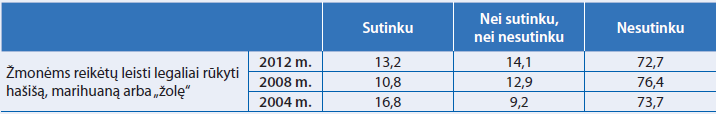 Sutinku Nei sutinku, nei nesutinku Nesutinku
Žmonėms reikėtų leisti legaliai rūkyti hašišą, marihuaną arba „žolę“
2012 m. 13,2 14,1 72,7
2008 m. 10,8 12,9 76,4
2004 m. 16,8 9,2 73,7